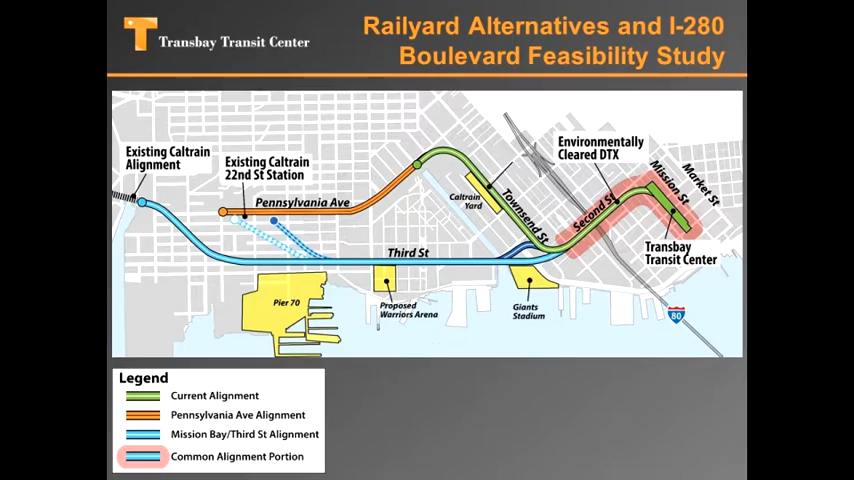 Transbay Transit Center
Railyard Alternatives and I-280
Boulevard Feasibility Study
Existing Caltrain
Alignment
Existing Caltrain
22nd St Station
Pennsylvania Ave
Caltrain
Yard
Townsend St
Environmentally
Cleared DTX
Second St
Mission St
Market St
Transbay
Transit Center
Third St
Pier 70
Proposed
Warriors Arena
Giants
Stadium
80
Legend
Current Alignment
Pennsylvania Ave Alignment
Mission Bay/Third St Alignment
Common Alignment Portion